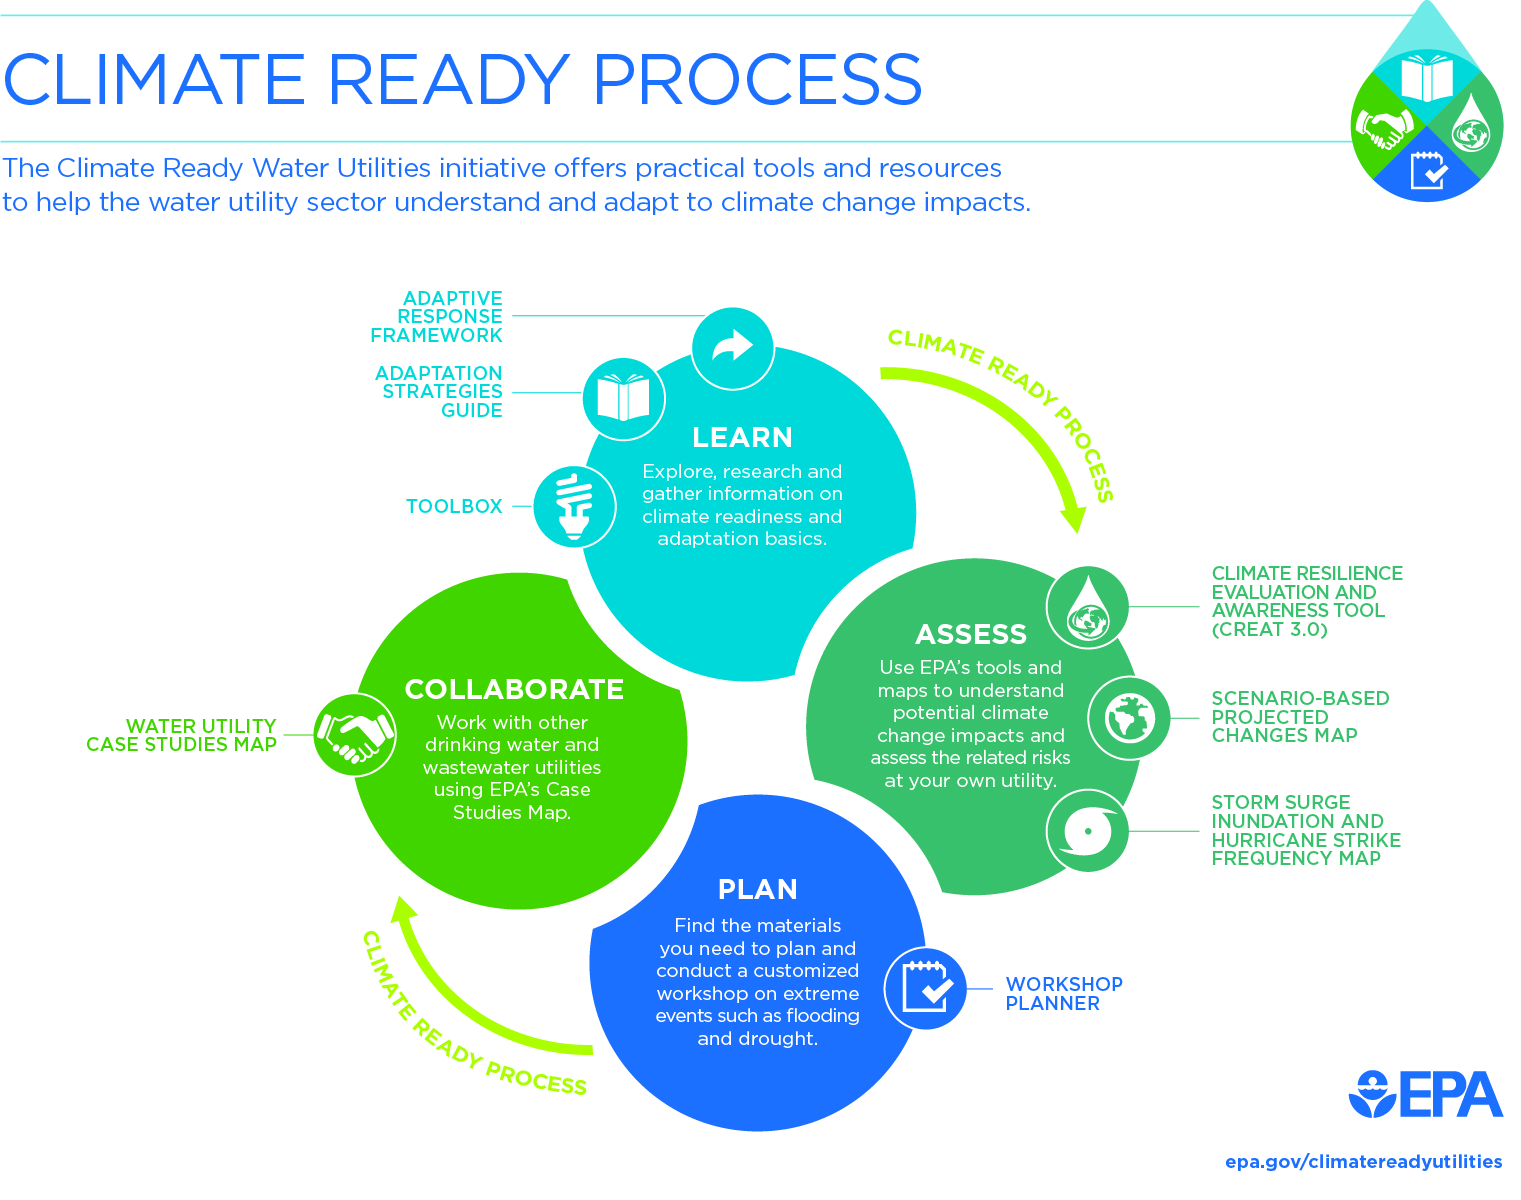 CLIMATE READY PROCESS
The Climate Ready Water Utilities initiative offers practical tools and resources
to help the water utility sector understand and adapt to climate change impacts.
ADAPTIVE
RESPONSE
FRAMEWORK
ADAPTATION
STRATEGIES
GUIDE
TOOLBOX
LEARN
Explore, research and
gather information on
climate readiness and
adaptation basics.
CLIMATE READY PROCESS
ASSESS
Use EPA's tools and
maps to understand
potential climate
change impacts and
assess the related risks
at your own utility.
CLIMATE RESILIENCE
EVALUATION AND
AWARENESS TOOL
(CREAT 3.0)
SCENARIO-BASED
PROJECTED
CHANGES MAP
STORM SURGE
INUNDATION AND
HURRICANE STRIKE
FREQUENCY MAP
PLAN
Find the materials
you need to plan and
conduct a customized
workshop on extreme
events such as flooding
and drought.
WORKSHOP
PLANNER
COLLABORATE
Work with other
drinking water and
wastewater utilities
using EPA's Case
Studies Map.
WATER UTILITY
CASE STUDIES MAP
CLIMATE READY PROCESS
EPA
epa.gov/climatereadyutilities